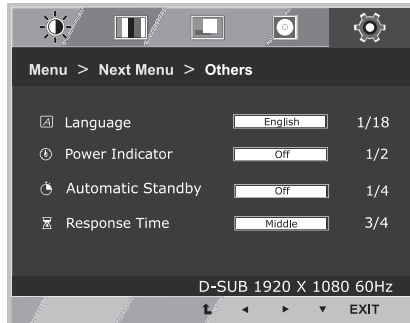 Menu > Next Menu > Others
Language English 1/18
Power Indicator Off 1/2
Automatic Standby Off 1/4
Response Time Middle 3/4
D-SUB 1920 X 1080 60Hz
EXIT